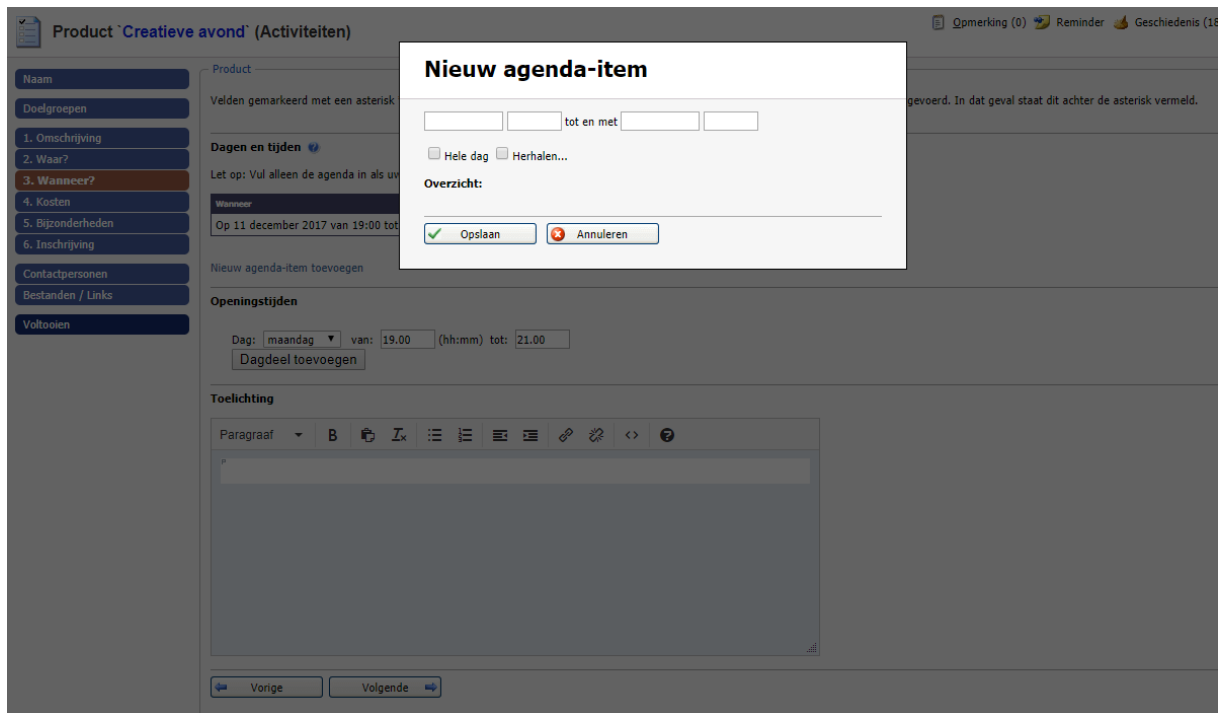 Product `Creatieve avond` (Activiteiten)
Opmerking (0) Reminder Geschiedenis (18
Naam
Doelgroepen
1. Omschrijving
2. Waar?
3. Wanneer?
4. Kosten
5. Bijzonderheden
6. Inschrijving
Contactpersonen
Bestanden / Links
Voltooien
Product
Velden gemarkeerd met een asterisk
gevoerd. In dat geval staat dit achter de asterisk vermeld.
Dagen en tijden
Let op: Vul alleen de agenda in als uw
Wanneer
Op 11 december 2017 van 19:00 tot
Nieuw agenda-item toevoegen
Nieuw agenda-item
tot en met
Hele dag Herhalen...
Overzicht:
Opslaan Annuleren
Openingstijden
Dag: maandag van: 19.00 (hh:mm) tot: 21.00
Dagdeel toevoegen
Toelichting
Paragraaf B Ix
Vorige Volgende